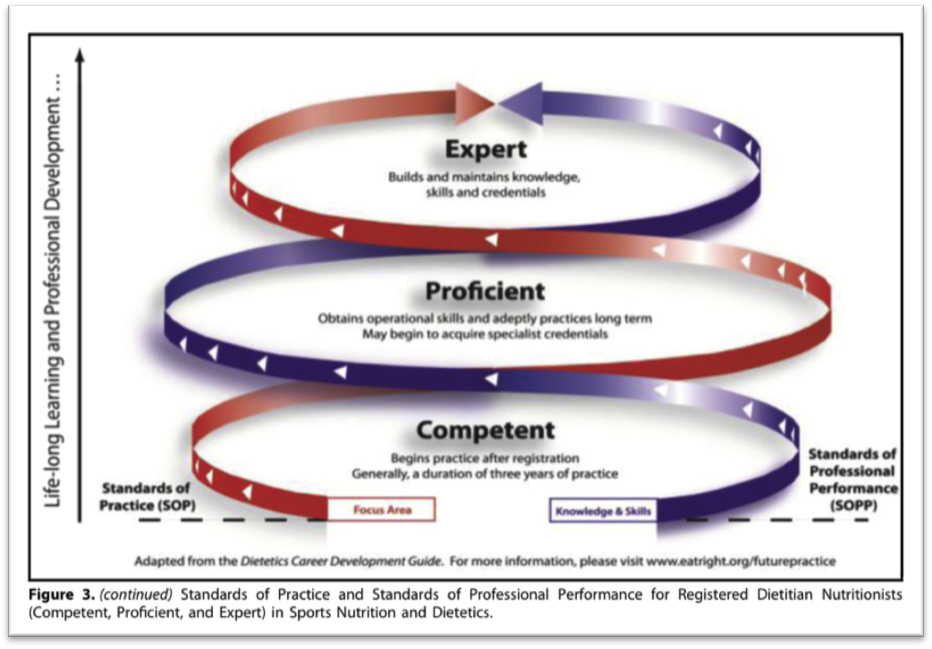 Life-long Learning and Professional Development ...
Expert
Builds and maintains knowledge,
skills and credentials
Proficient
Obtains operational skills and adeptly practices long term
May begin to acquire specialist credentials
Competent
Begins practice after registration
Generally, a duration of three years of practice
Standards of
Practice (SOP)
Focus Area
Knowledge & Skills
Standards of
Professional
Performance
(SOPP)
Adapted from the Dietetics Career Development Guide. For more information, please visit www.eatright.org/futurepractice
Figure 3. (continued) Standards of Practice and Standards of Professional Performance for Registered Dietitian Nutritionists
(Competent, Proficient, and Expert) in Sports Nutrition and Dietetics.